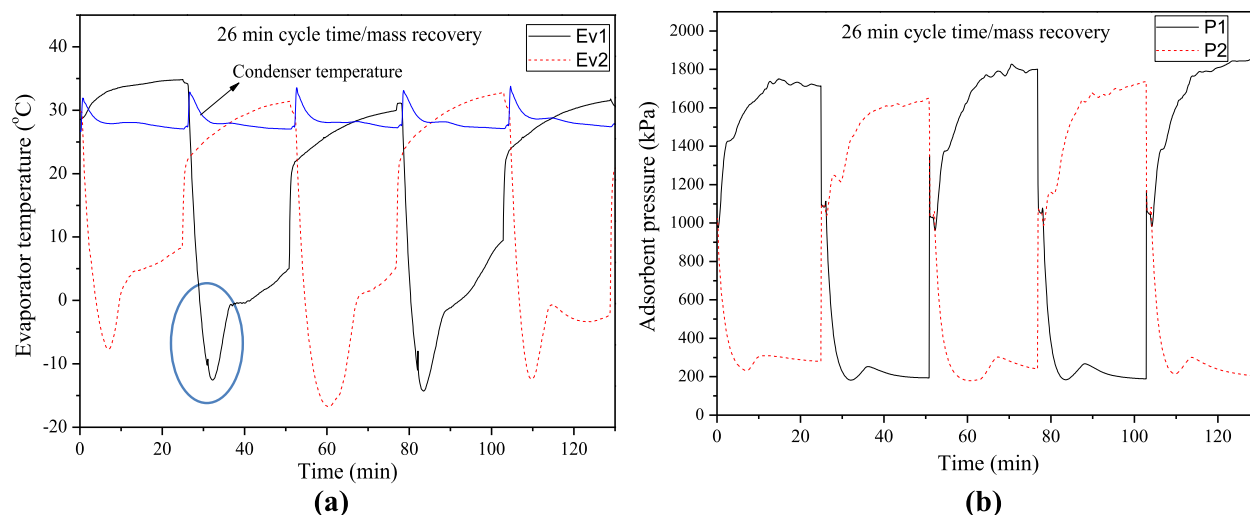 26 min cycle time/mass recovery
Ev1
Ev2
Condenser temperature
Evaporator temperature (°C)
40
30
20
10
0
-10
-20
0
20
40
60
80
100
120
Time (min)
(a)
26 min cycle time/mass recovery
P1
P2
Adsorbent pressure (kPa)
2000
1800
1600
1400
1200
1000
800
600
400
200
0
0
20
40
60
80
100
120
Time (min)
(b)